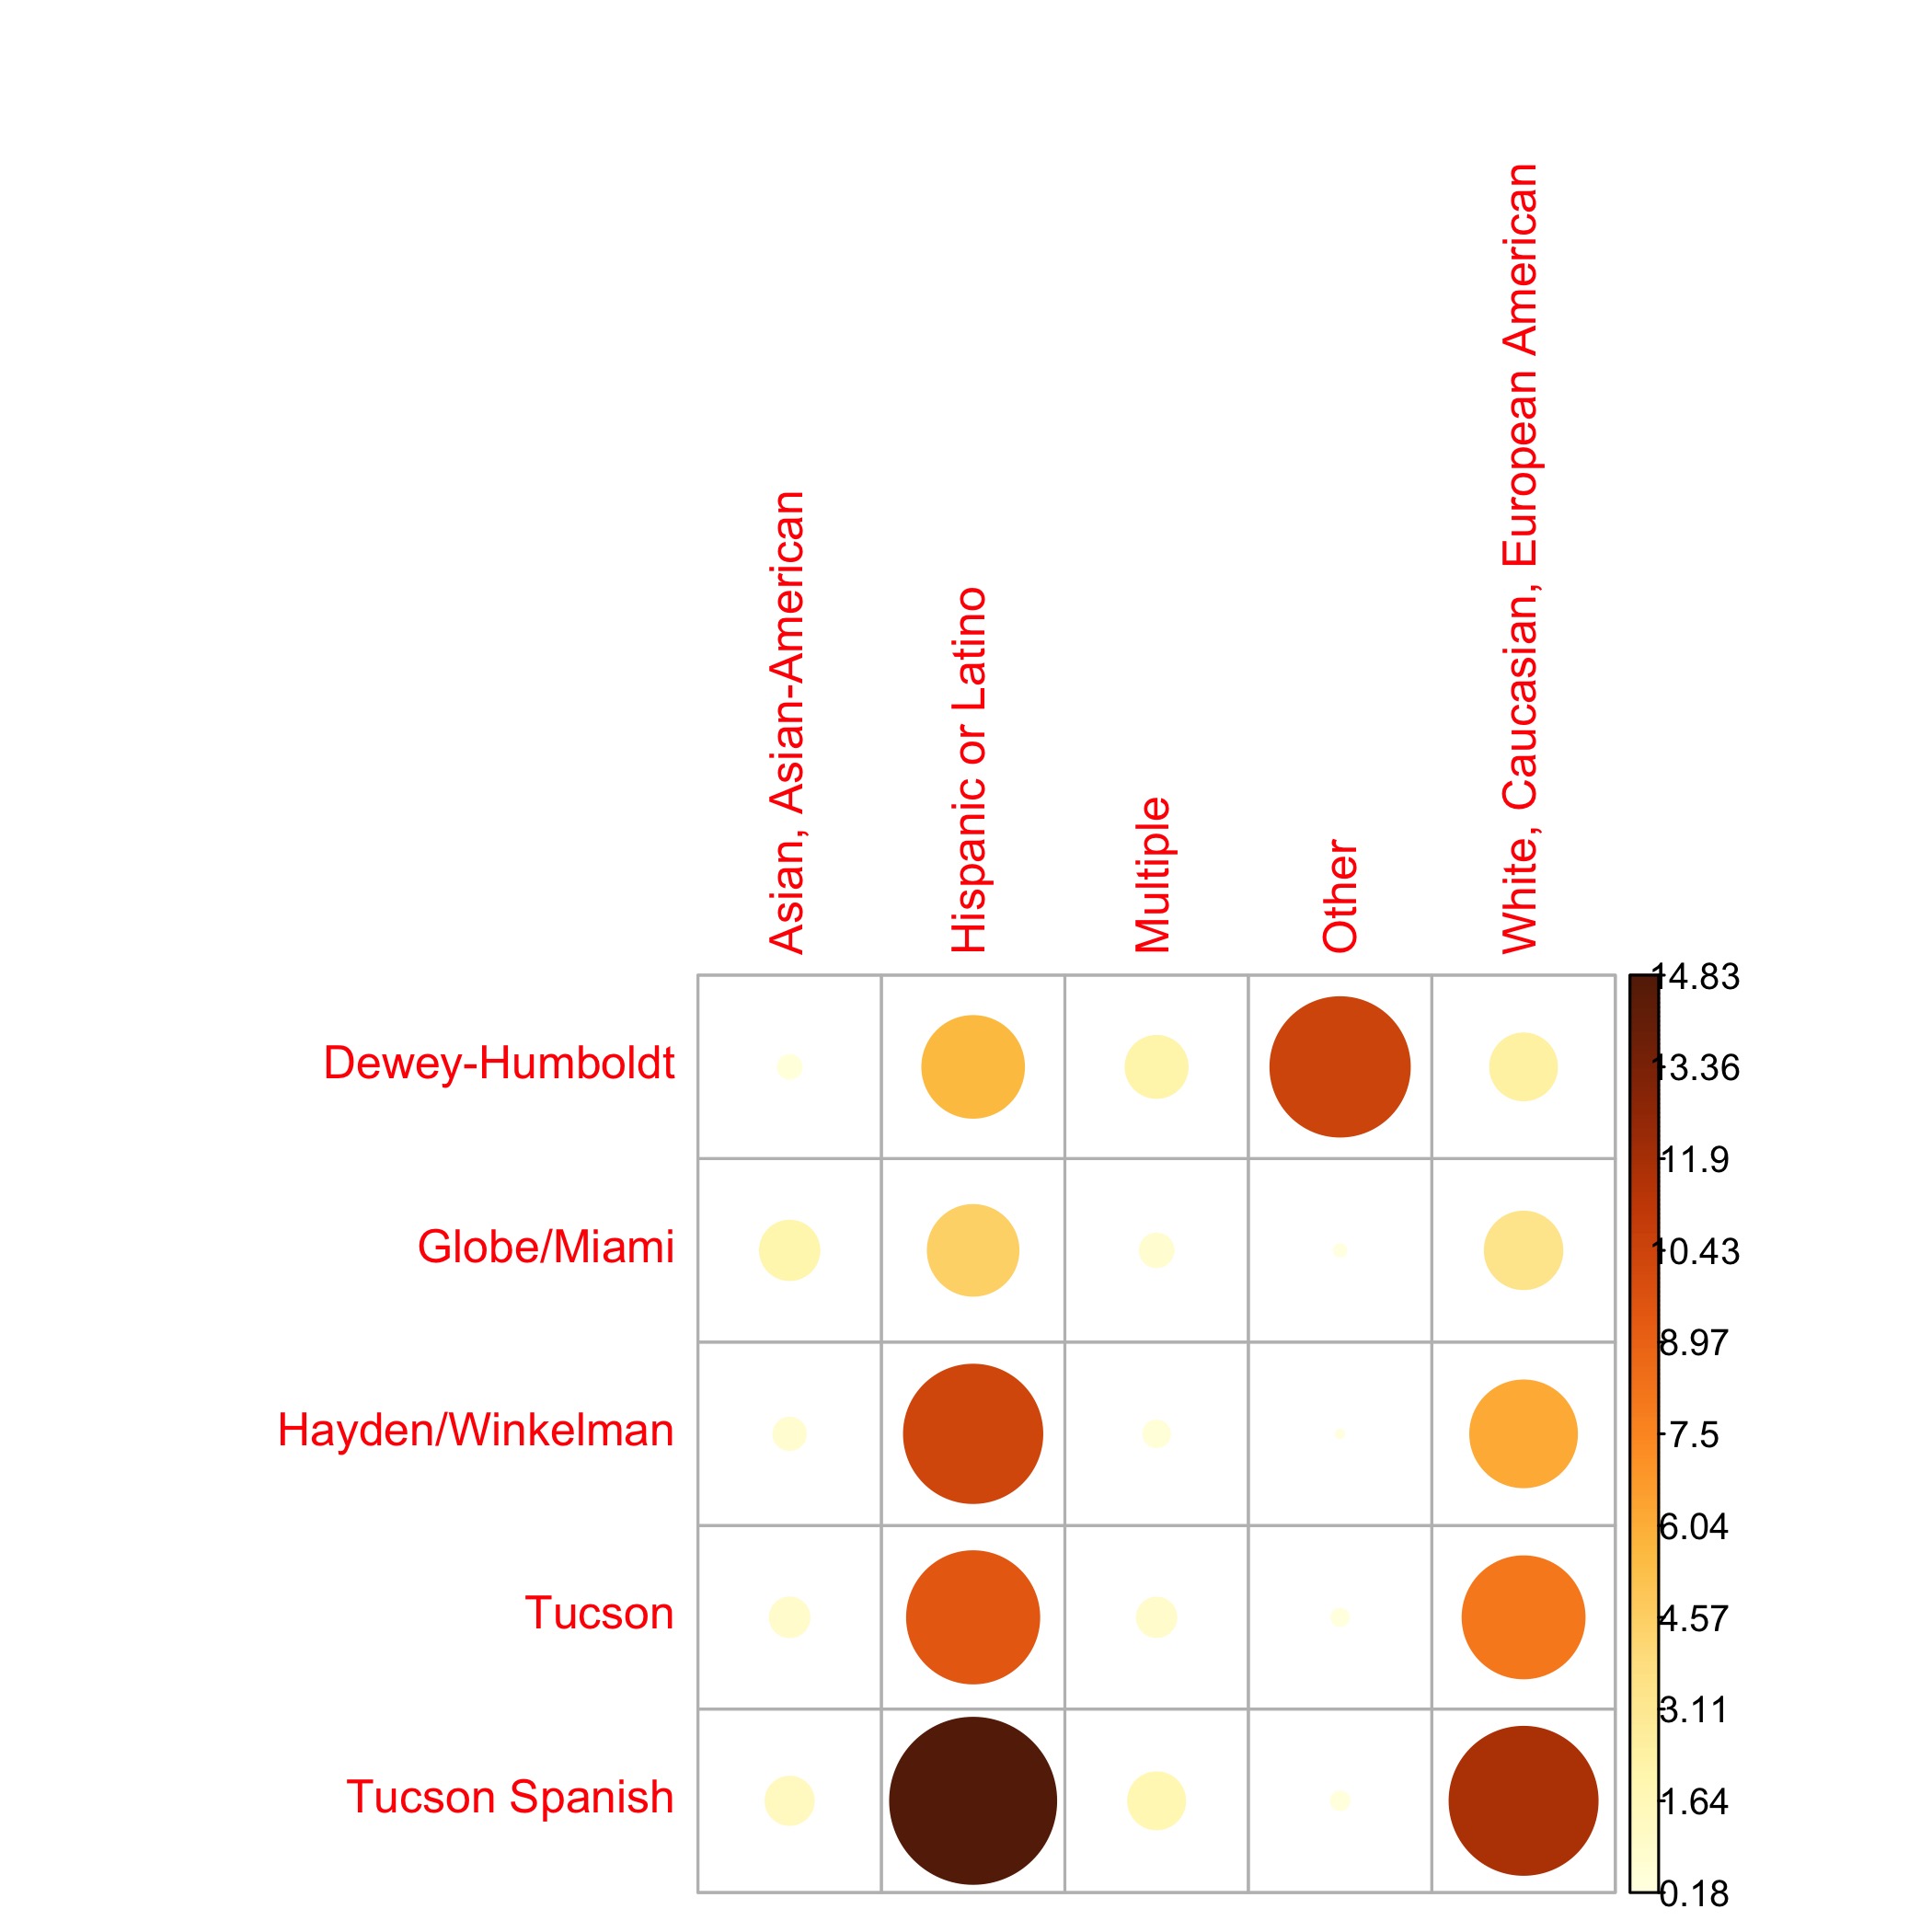 Asian, Asian-American
Hispanic or Latino
Multiple
Other
White, Caucasian, European American
Dewey-Humboldt
Globe/Miami
Hayden/Winkelman
Tucson
Tucson Spanish
14.83
13.36
11.9
10.43
8.97
7.5
6.04
4.57
3.11
1.64
0.18